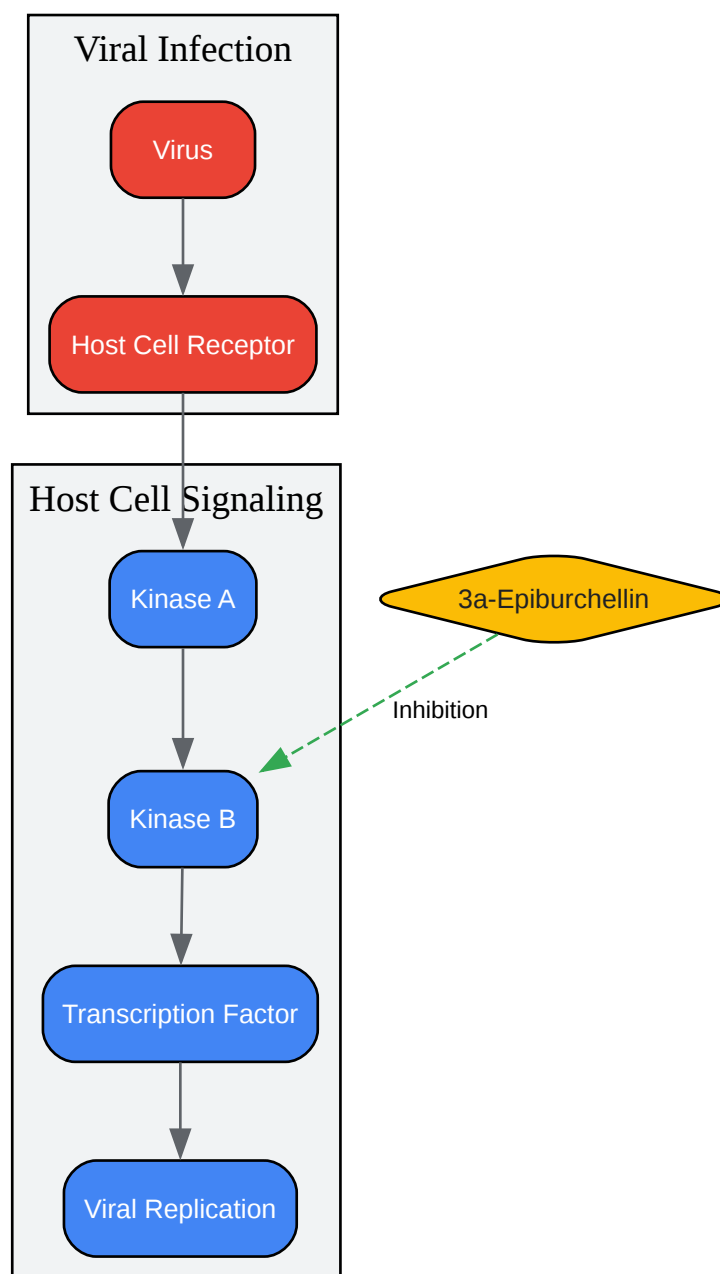 Viral Infection
Virus
Host Cell Receptor
Host Cell Signaling
Kinase A
3a-Epiburchellin
Inhibition
Kinase B
Transcription Factor
Viral Replication